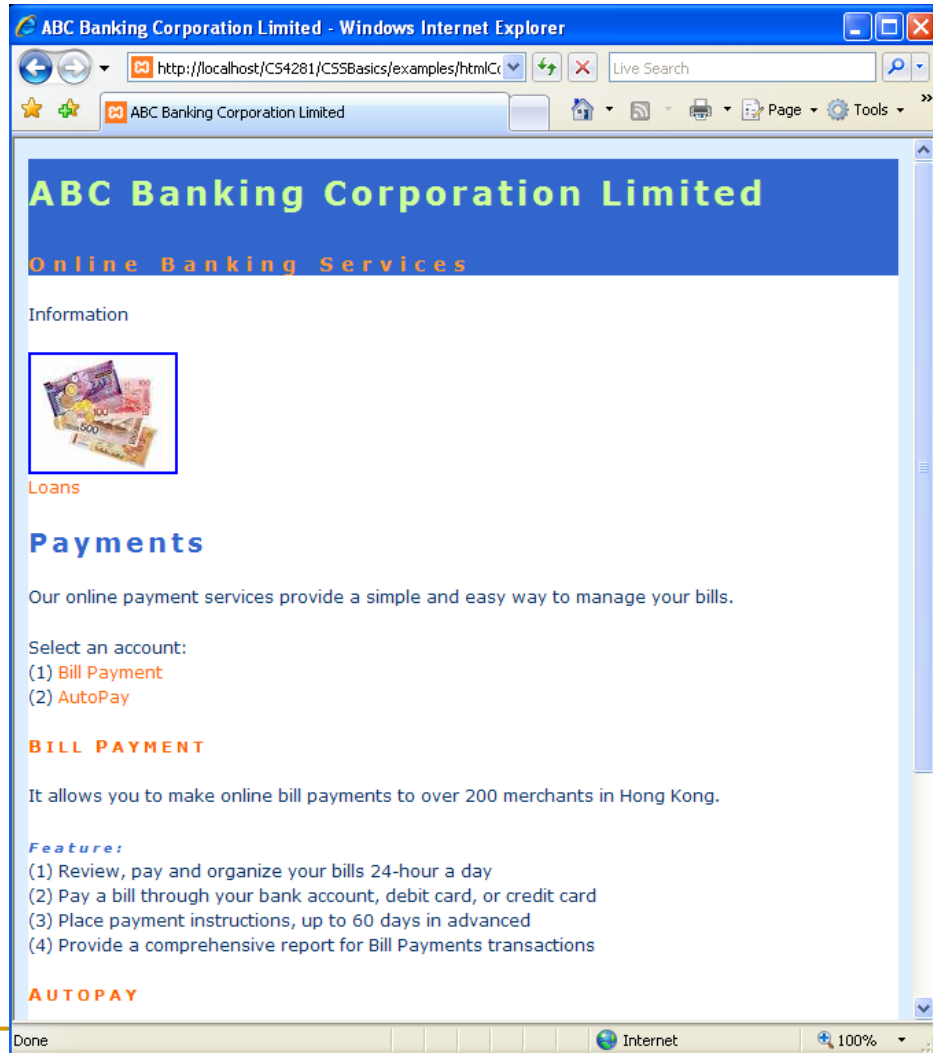 ABC Banking Corporation Limited - Windows Internet Explorer
http://localhost/CS4281/CSSBasics/examples/htmlCo
Live Search
ABC Banking Corporation Limited
Page
Tools
»
ABC Banking Corporation Limited
Online Banking Services
Information
100
100
500
Loans
Payments
Our online payment services provide a simple and easy way to manage your bills.
Select an account:
(1) Bill Payment
(2) AutoPay
BILL PAYMENT
It allows you to make online bill payments to over 200 merchants in Hong Kong.
Feature:
(1) Review, pay and organize your bills 24-hour a day
(2) Pay a bill through your bank account, debit card, or credit card
(3) Place payment instructions, up to 60 days in advanced
(4) Provide a comprehensive report for Bill Payments transactions
AUTOPAY
Done
Internet
100%